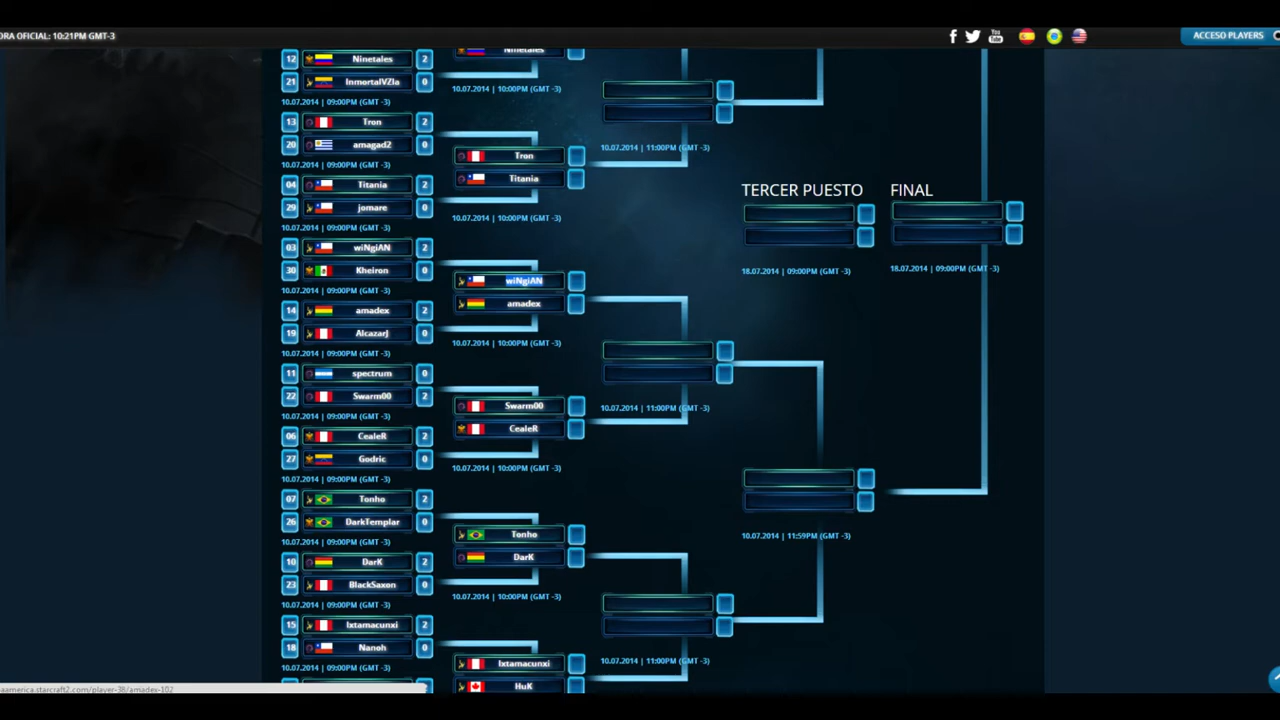 ORA OFICIAL: 10:21PM GMT-3
You Tube
ACCESO PLAYERS
12 Ninetales 2
21 InmortalVZla 0
10.07.2014 | 09:00PM (GMT -3)
13 Tron 2
20 amagad2 0
10.07.2014 | 09:00PM (GMT -3)
04 Titania 2
29 jomare 0
10.07.2014 | 09:00PM (GMT -3)
03 wiNgiAN 2
30 Kheiron 0
10.07.2014 | 09:00PM (GMT -3)
14 amadex 2
19 AlcazarJ 0
10.07.2014 | 09:00PM (GMT -3)
11 spectrum 0
22 Swarm00 2
10.07.2014 | 09:00PM (GMT -3)
06 CealeR 2
27 Godric 0
10.07.2014 | 09:00PM (GMT -3)
07 Tonho 2
26 DarkTemplar 0
10.07.2014 | 09:00PM (GMT -3)
10 DarK 2
23 BlackSaxon 0
10.07.2014 | 09:00PM (GMT -3)
15 Ixtamacunxi 2
18 Nanoh 0
10.07.2014 | 09:00PM (GMT -3)
Ninetales
10.07.2014 | 10:00PM (GMT -3)
Tron
Titania
10.07.2014 | 10:00PM (GMT -3)
wiNgiAN
amadex
10.07.2014 | 10:00PM (GMT -3)
Swarm00
CealeR
10.07.2014 | 10:00PM (GMT -3)
Tonho
DarK
10.07.2014 | 10:00PM (GMT -3)
Ixtamacunxi
HuK
10.07.2014 | 11:00PM (GMT -3)
10.07.2014 | 11:00PM (GMT -3)
10.07.2014 | 11:00PM (GMT -3)
TERCER PUESTO
18.07.2014 | 09:00PM (GMT -3)
FINAL
18.07.2014 | 09:00PM (GMT -3)
10.07.2014 | 11:59PM (GMT -3)
aamerica.starcraft2.com/player-38/amadex-102